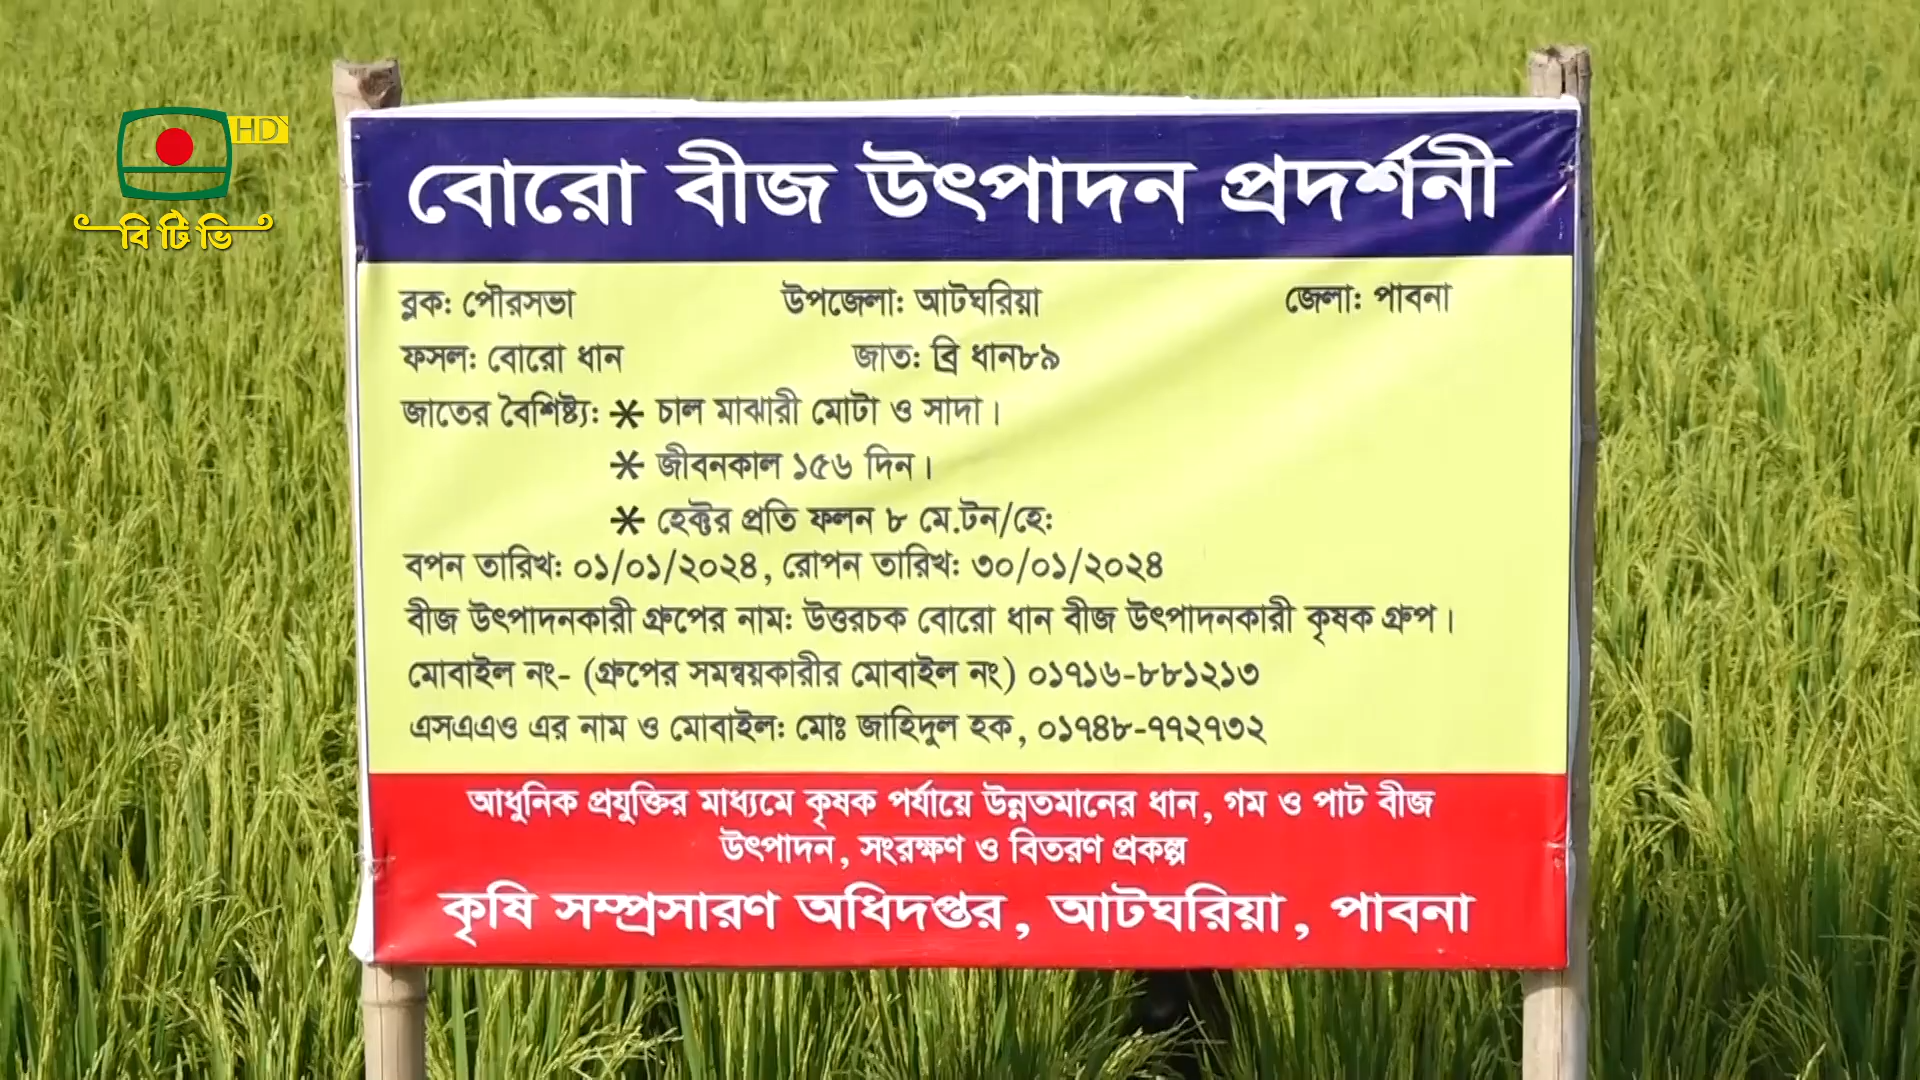 HD
বিটিভি
বোরো বীজ উৎপাদন প্রদর্শনী
ব্লক: পৌরসভা উপজেলা: আটঘরিয়া জেলা: পাবনা
ফসল: বোরো ধান জাত: ব্রি ধান৮৯
জাতের বৈশিষ্ট্য: * চাল মাঝারী মোটা ও সাদা।
* জীবনকাল ১৫৬ দিন।
* হেক্টর প্রতি ফলন ৮ মে.টন/হে:
বপন তারিখ: ০১/০১/২০২৪, রোপন তারিখ: ৩০/০১/২০২৪
বীজ উৎপাদনকারী গ্রুপের নাম: উত্তরচক বোরো ধান বীজ উৎপাদনকারী কৃষক গ্রুপ।
মোবাইল নং- (গ্রুপের সমন্বয়কারীর মোবাইল নং) ০১৭১৬-৮৮১২১৩
এসএএও এর নাম ও মোবাইল: মোঃ জাহিদুল হক, ০১৭৪৮-৭৭২৭৩২
আধুনিক প্রযুক্তির মাধ্যমে কৃষক পর্যায়ে উন্নতমানের ধান, গম ও পাট বীজ
উৎপাদন, সংরক্ষণ ও বিতরণ প্রকল্প
কৃষি সম্প্রসারণ অধিদপ্তর, আটঘরিয়া, পাবনা